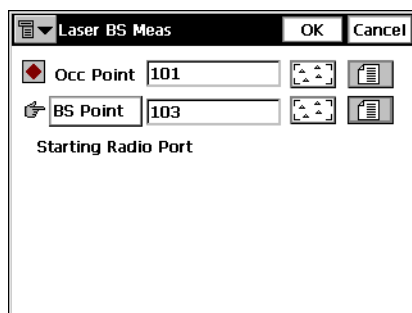 Laser BS Meas OK Cancel
Occ Point 101
BS Point 103
Starting Radio Port